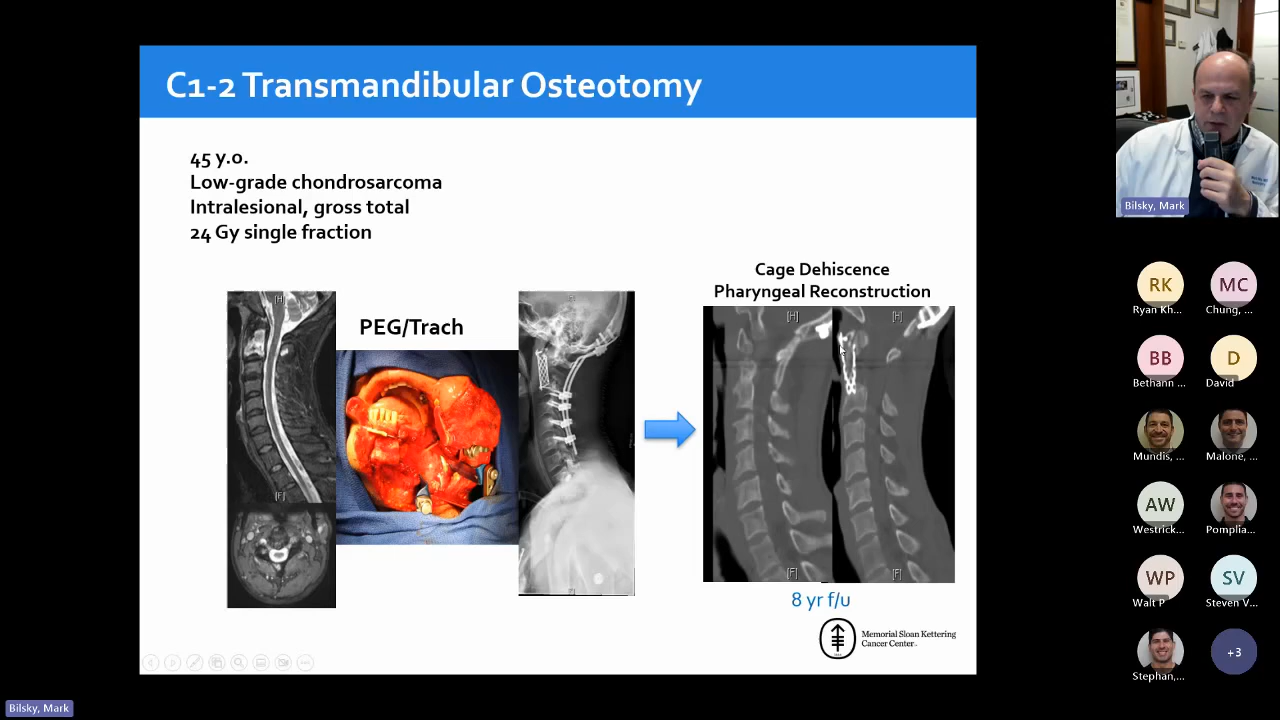 C1-2 Transmandibular Osteotomy
45 y.o.
Low-grade chondrosarcoma
Intralesional, gross total
24 Gy single fraction
PEG/Trach
Cage Dehiscence
Pharyngeal Reconstruction
[H]
[F]
[H]
[H]
[F]
[F]
8 yr f/u
Memorial Sloan Kettering
Cancer Center
Bilsky, Mark
RK
Ryan Kh...
MC
Chung, ...
BB
Bethann ...
D
David
Mundis, ...
Malone, ...
AW
Westrick...
Pomplia...
WP
Walt P
SV
Steven V...
Stephan,...
+3
Bilsky, Mark